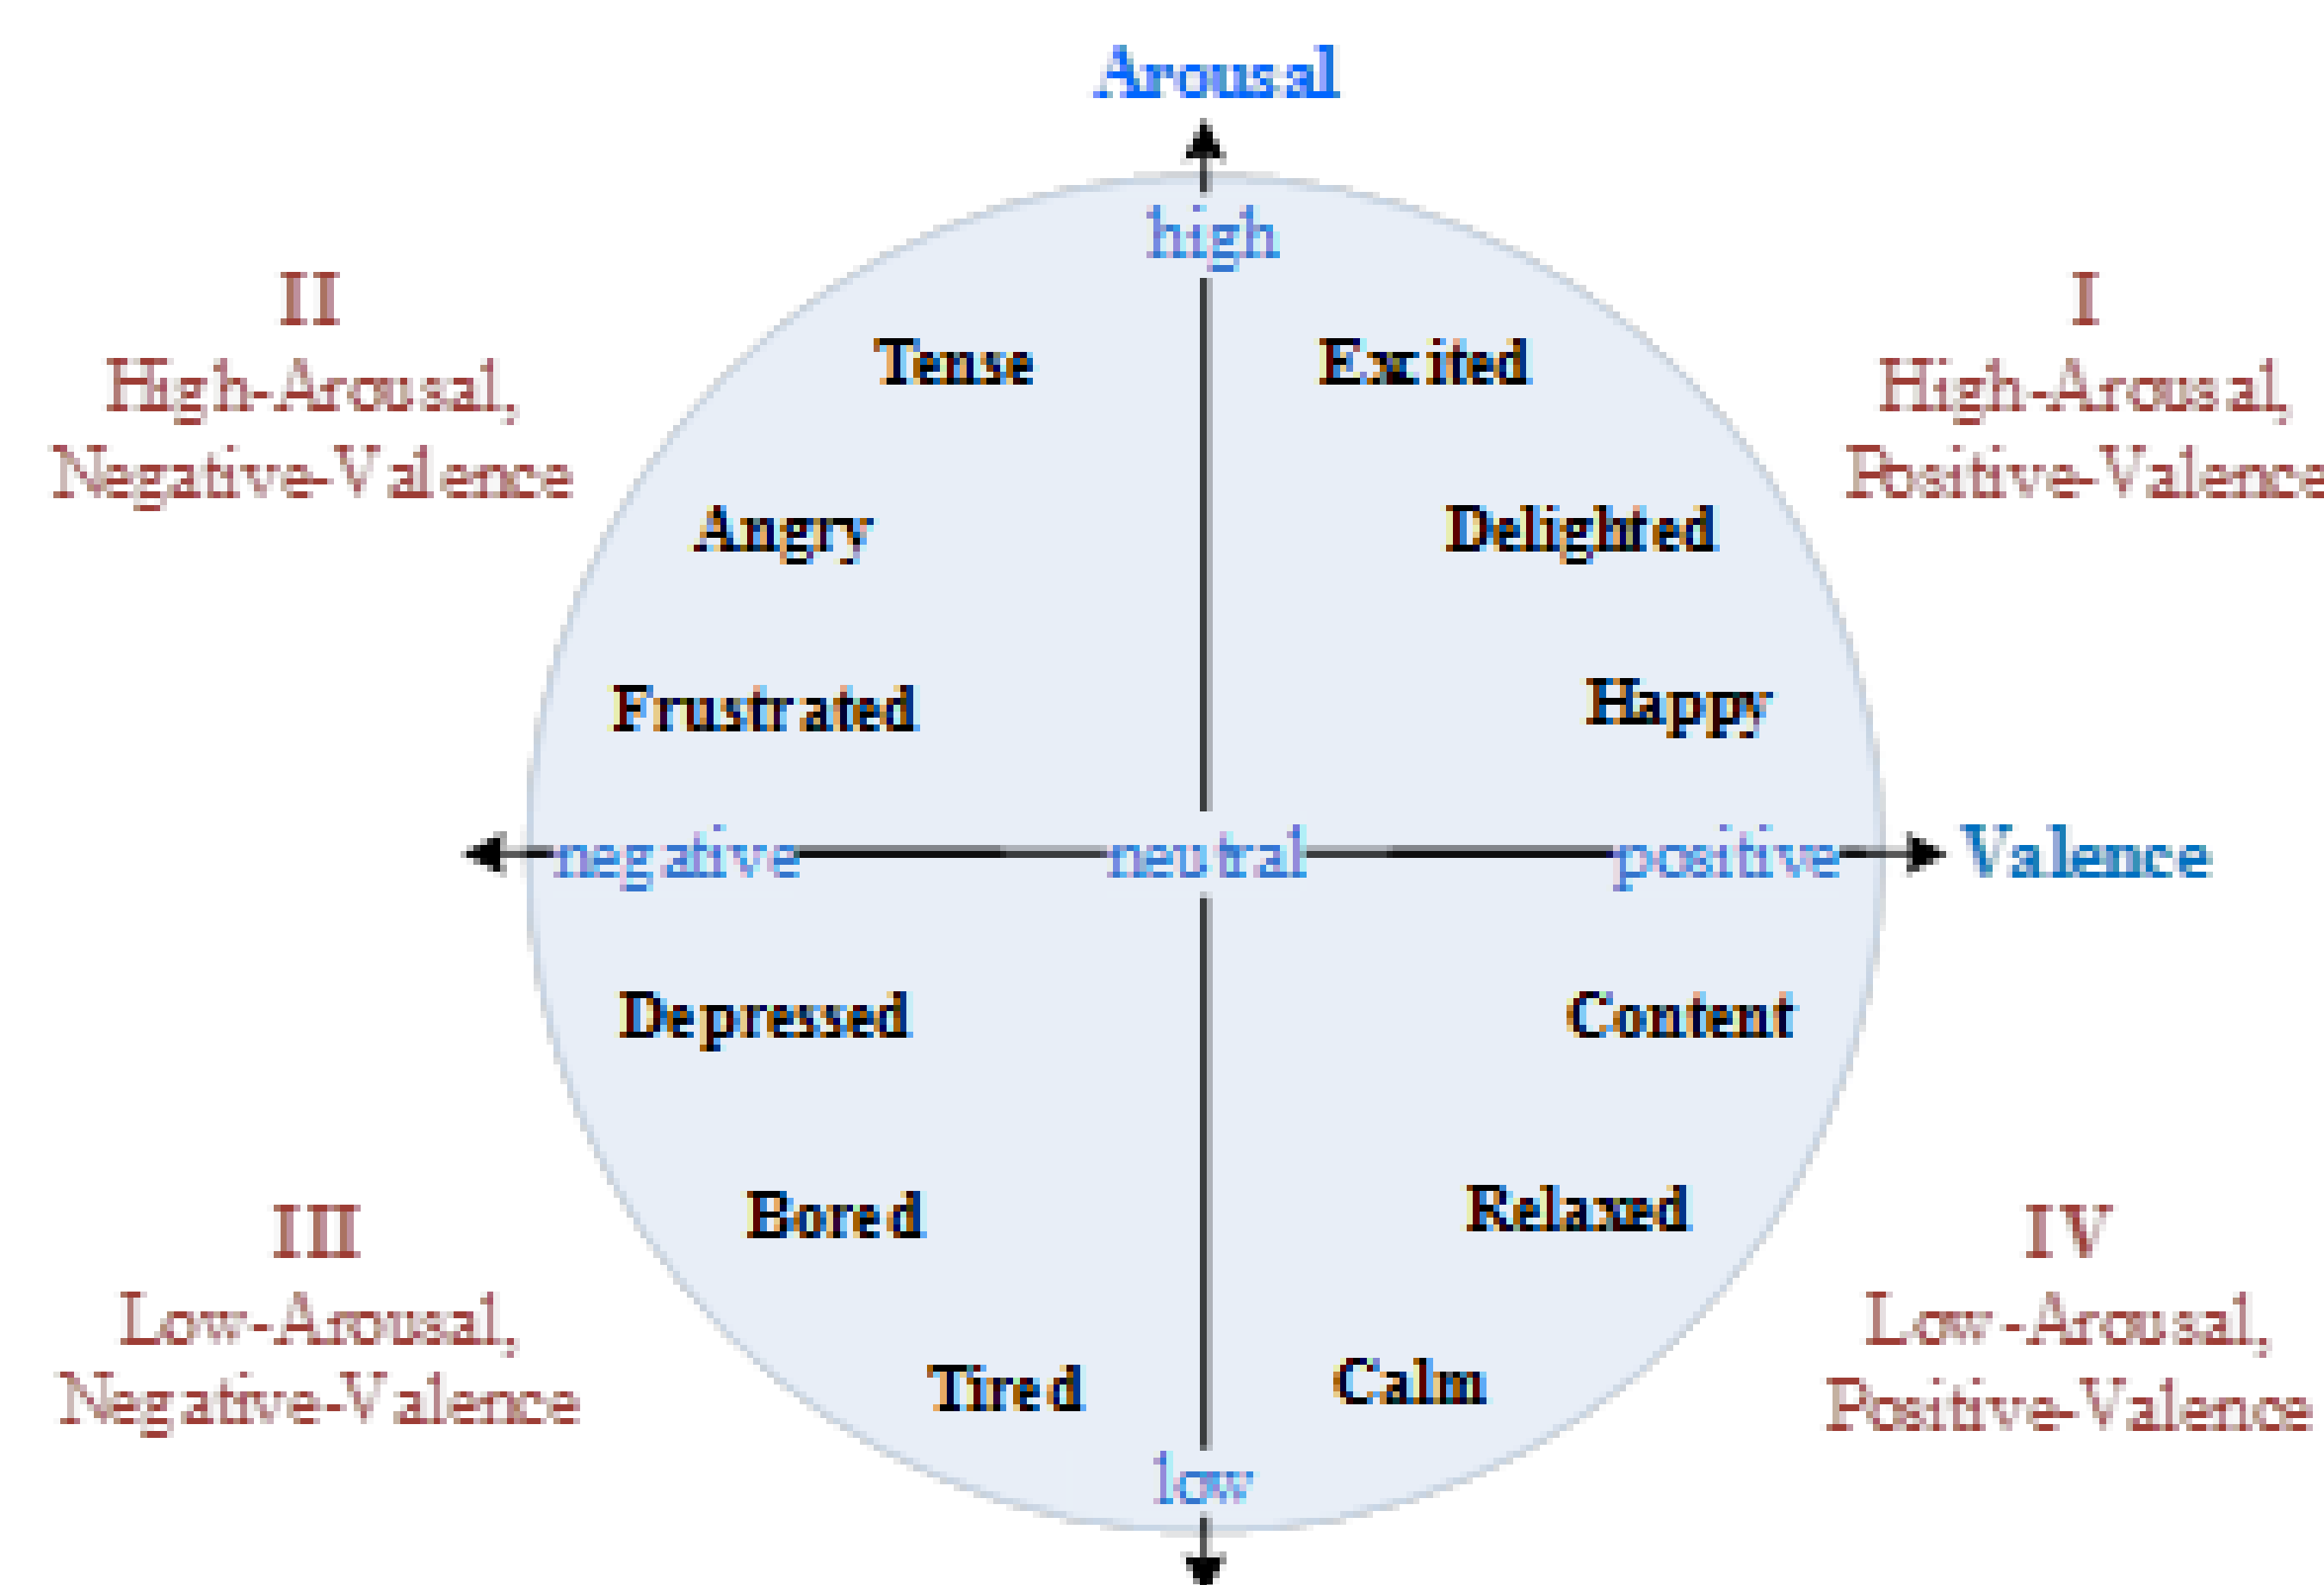 Arousal
high
II
High-Arousal,
Negative-Valence
I
High-Arousal,
Positive-Valence
Tense
Excited
Angry
Delighted
Frustrated
Happy
negative
neutral
positive
Valence
Depressed
Content
Bored
Relaxed
III
Low-Arousal,
Negative-Valence
IV
Low-Arousal,
Positive-Valence
Tired
Calm
low